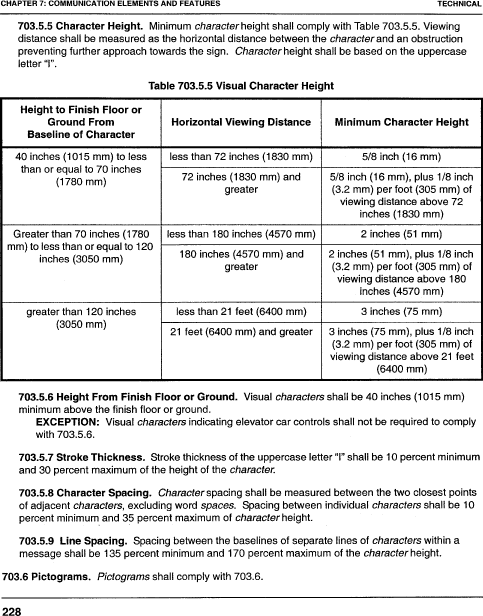 CHAPTER 7: COMMUNICATION ELEMENTS AND FEATURES TECHNICAL
703.5.5 Character Height. Minimum character height shall comply with Table 703.5.5. Viewing
distance shall be measured as the horizontal distance between the character and an obstruction
preventing further approach towards the sign. Character height shall be based on the uppercase
letter “I”.
Table 703.5.5 Visual Character Height
Height to Finish Floor or
Ground From
Baseline of Character
Horizontal Viewing Distance
Minimum Character Height
40 inches (1015 mm) to less
than or equal to 70 inches
(1780 mm)
less than 72 inches (1830 mm)
5/8 inch (16 mm)
72 inches (1830 mm) and
greater
5/8 inch (16 mm), plus 1/8 inch
(3.2 mm) per foot (305 mm) of
viewing distance above 72
inches (1830 mm)
Greater than 70 inches (1780
mm) to less than or equal to 120
inches (3050 mm)
less than 180 inches (4570 mm)
2 inches (51 mm)
180 inches (4570 mm) and
greater
2 inches (51 mm), plus 1/8 inch
(3.2 mm) per foot (305 mm) of
viewing distance above 180
inches (4570 mm)
greater than 120 inches
(3050 mm)
less than 21 feet (6400 mm)
3 inches (75 mm)
21 feet (6400 mm) and greater
3 inches (75 mm), plus 1/8 inch
(3.2 mm) per foot (305 mm) of
viewing distance above 21 feet
(6400 mm)
703.5.6 Height From Finish Floor or Ground. Visual characters shall be 40 inches (1015 mm)
minimum above the finish floor or ground.
EXCEPTION: Visual characters indicating elevator car controls shall not be required to comply
with 703.5.6.
703.5.7 Stroke Thickness. Stroke thickness of the uppercase letter “I” shall be 10 percent minimum
and 30 percent maximum of the height of the character.
703.5.8 Character Spacing. Character spacing shall be measured between the two closest points
of adjacent characters, excluding word spaces. Spacing between individual characters shall be 10
percent minimum and 35 percent maximum of character height.
703.5.9 Line Spacing. Spacing between the baselines of separate lines of characters within a
message shall be 135 percent minimum and 170 percent maximum of the character height.
703.6 Pictograms. Pictograms shall comply with 703.6.
228